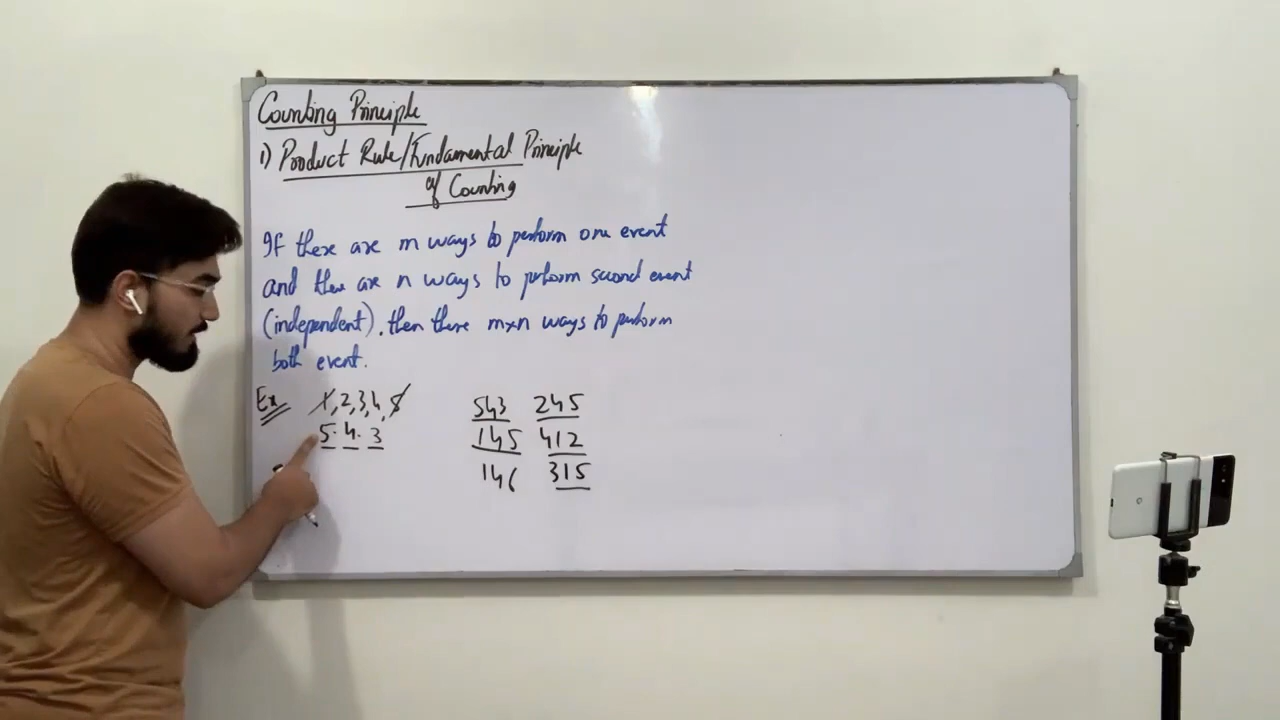 Counting Principle
1) Product Rule/Fundamental Principle
of Counting
If there are m ways to perform one event
and there are n ways to perform second event
(independent), then there m×n ways to perform
both event.
Ex 1, 2, 3, 4, 5
5. 4. 3
543 245
145 412
146 315